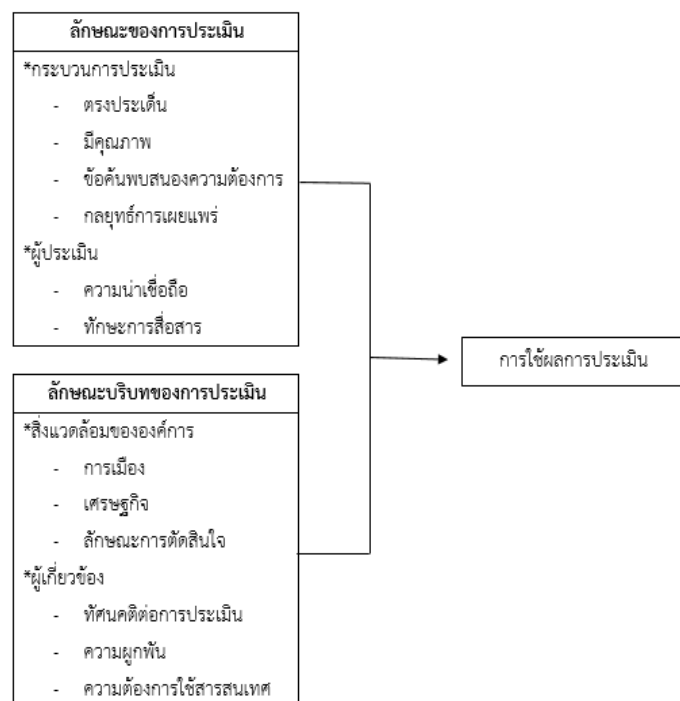 ลักษณะของการประเมิน
*กระบวนการประเมิน
- ตรงประเด็น
- มีคุณภาพ
- ข้อค้นพบสนองความต้องการ
- กลยุทธ์การเผยแพร่
*ผู้ประเมิน
- ความน่าเชื่อถือ
- ทักษะการสื่อสาร
การใช้ผลการประเมิน
ลักษณะบริบทของการประเมิน
*สิ่งแวดล้อมขององค์การ
- การเมือง
- เศรษฐกิจ
- ลักษณะการตัดสินใจ
*ผู้เกี่ยวข้อง
- ทัศนคติต่อการประเมิน
- ความผูกพัน
- ความต้องการใช้สารสนเทศ